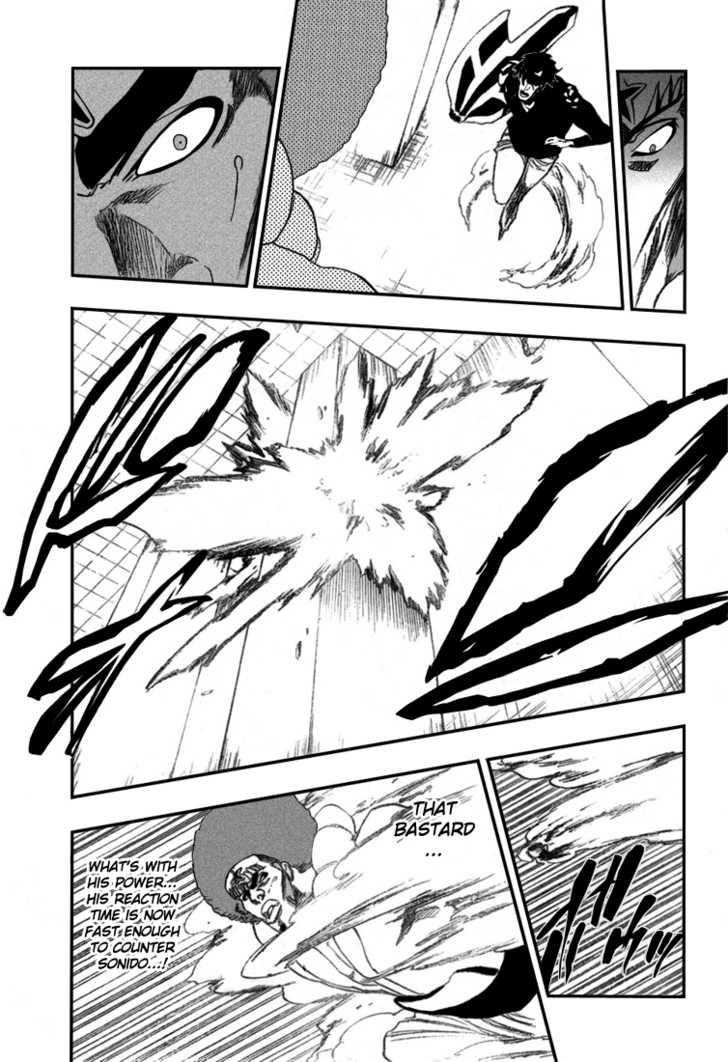 THAT
BASTARD
...
WHAT'S WITH
HIS POWER...
HIS REACTION
TIME IS NOW
FAST ENOUGH
TO COUNTER
SONIDO...!